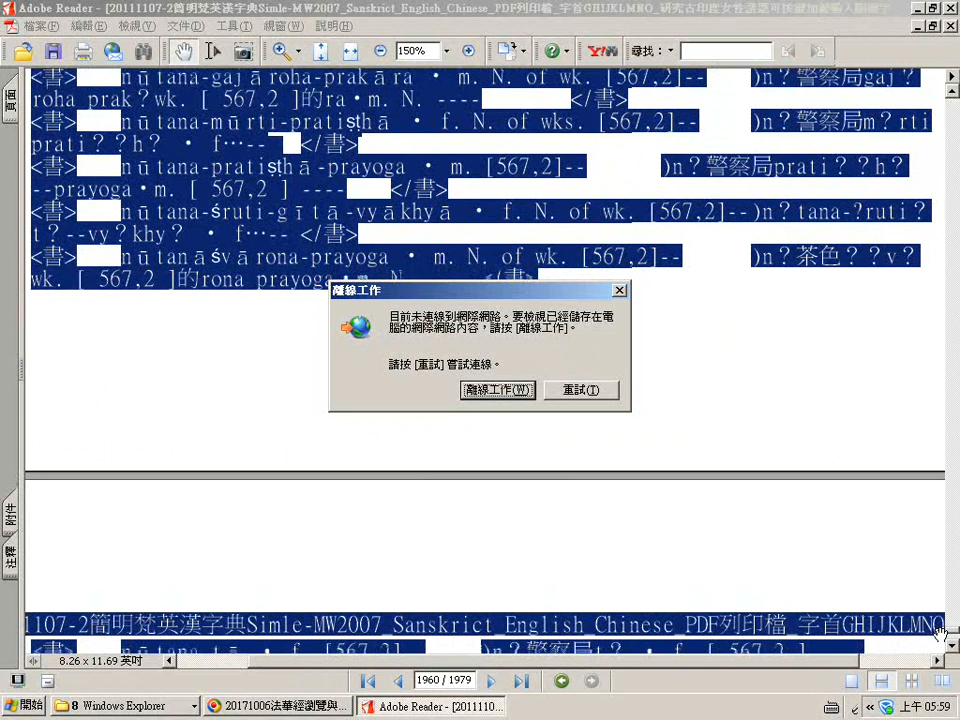 Adobe Reader - [20111107-2簡明梵英漢字典Simle-MW2007_Sanskrict_English_Chinese_PDF列印檔_字首GHIJKLMNO_研究古印度女性議題
檔案(F) 編輯(E) 檢視(V) 文件(D) 工具(T) 視窗(W) 說明(H)
150% Y! 尋找：
頁面
<書> nūtana-gajāroha-prakāra ‧ m. N. of wk. [567,2]-- )n？警察局gaj？
roha prak？wk. [ 567,2 ]的ra‧m. N. ---- </書>
<書> nūtana-mūrti-pratiṣṭhā ‧ f. N. of wks. [567,2]-- )n？警察局m？rti
prati？？h？ ‧ f…-- </書>
<書> nūtana-pratiṣṭhā-prayoga ‧ m. [567,2]-- )n？警察局prati？？h？
--prayoga‧m. [ 567,2 ] ---- </書>
<書> nūtana-śruti-gītā-vyākhyā ‧ f. N. of wk. [567,2]--)n？tana-?ruti？
t？--vy？khy？ ‧ f…-- </書>
<書> nūtanāśvārona-prayoga ‧ m. N. of wk. [567,2]-- )n？茶色？？v？
wk. [ 567,2 ]的rona prayoga‧m. N.
離線工作
目前未連線到網際網路。要檢視已經儲存在電
腦的網際網路內容，請按 [離線工作]。
請按 [重試] 嘗試連線。
離線工作(W) 重試(T)
附件
注釋
1107-2簡明梵英漢字典Simle-MW2007_Sanskrict_English_Chinese_PDF列印檔_字首GHIJKLMNO
8.26 x 11.69 英吋
1960 / 1979
開始 8 Windows Explorer 20171006法華經瀏覽與... Adobe Reader - [2011110... 上午 05:59